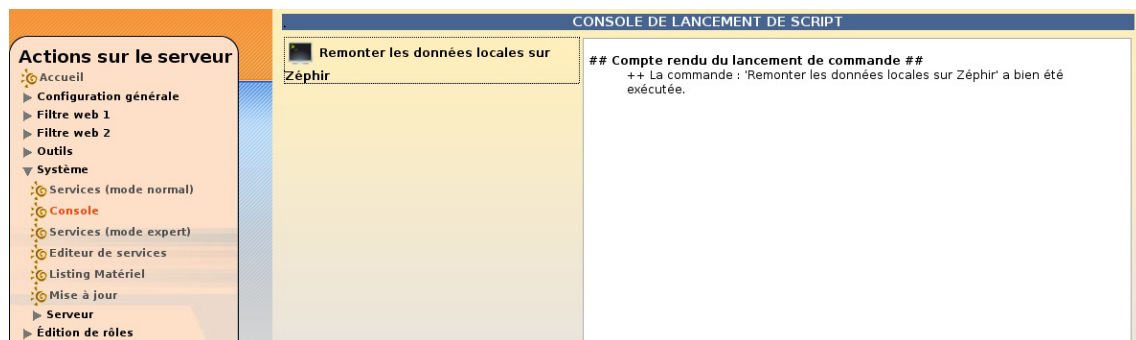 CONSOLE DE LANCEMENT DE SCRIPT
Actions sur le serveur
Accueil
Configuration générale
Filtre web 1
Filtre web 2
Outils
Système
Services (mode normal)
Console
Services (mode expert)
Editeur de services
Listing Matériel
Mise à jour
Serveur
Édition de rôles
Remonter les données locales sur
Zéphir
## Compte rendu du lancement de commande ##
++ La commande : 'Remonter les données locales sur Zéphir' a bien été
exécutée.